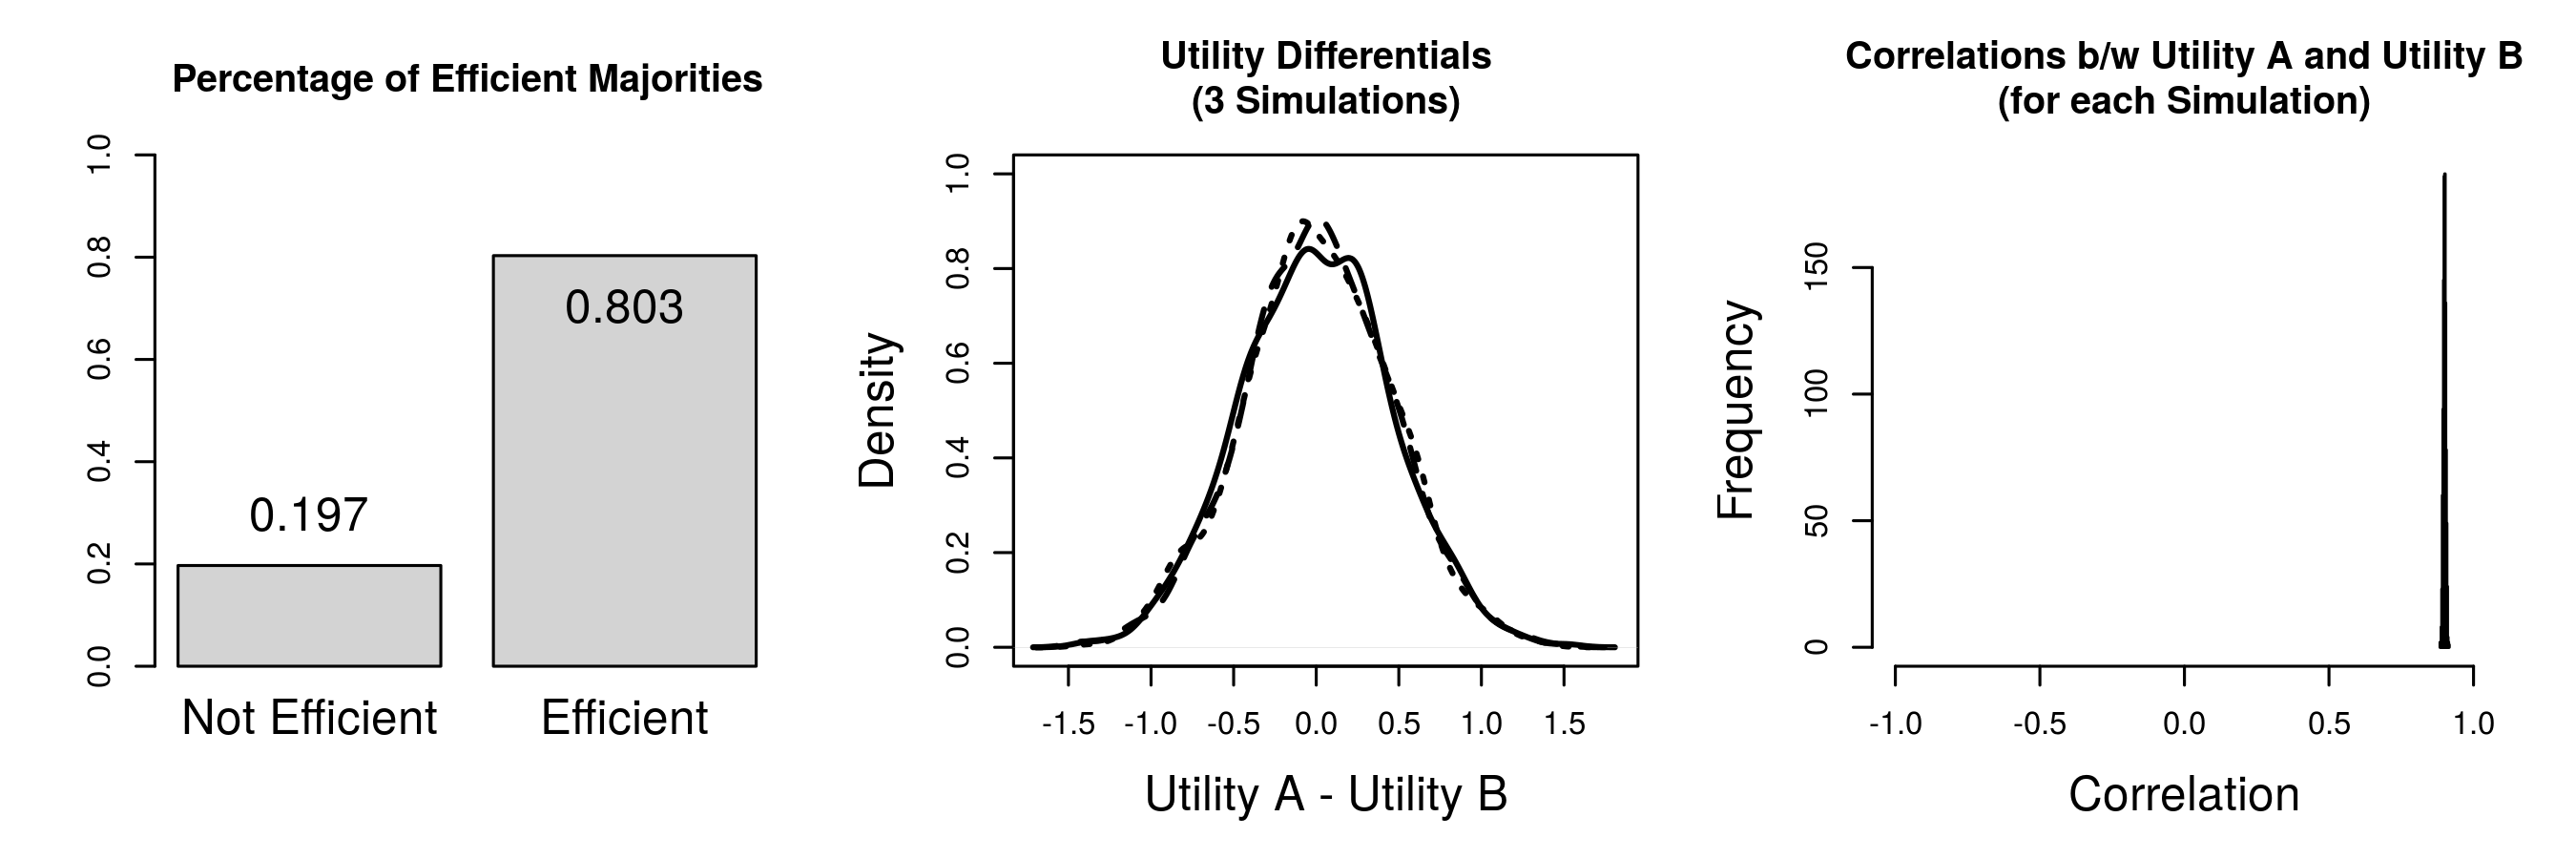 Percentage of Efficient Majorities
1.0
0.8
0.6
0.4
0.2
0.0
0.197
0.803
Not Efficient
Efficient
Utility Differentials
(3 Simulations)
Density
1.0
0.8
0.6
0.4
0.2
0.0
-1.5 -1.0 -0.5 0.0 0.5 1.0 1.5
Utility A - Utility B
Correlations b/w Utility A and Utility B
(for each Simulation)
Frequency
150
100
50
0
-1.0 -0.5 0.0 0.5 1.0
Correlation